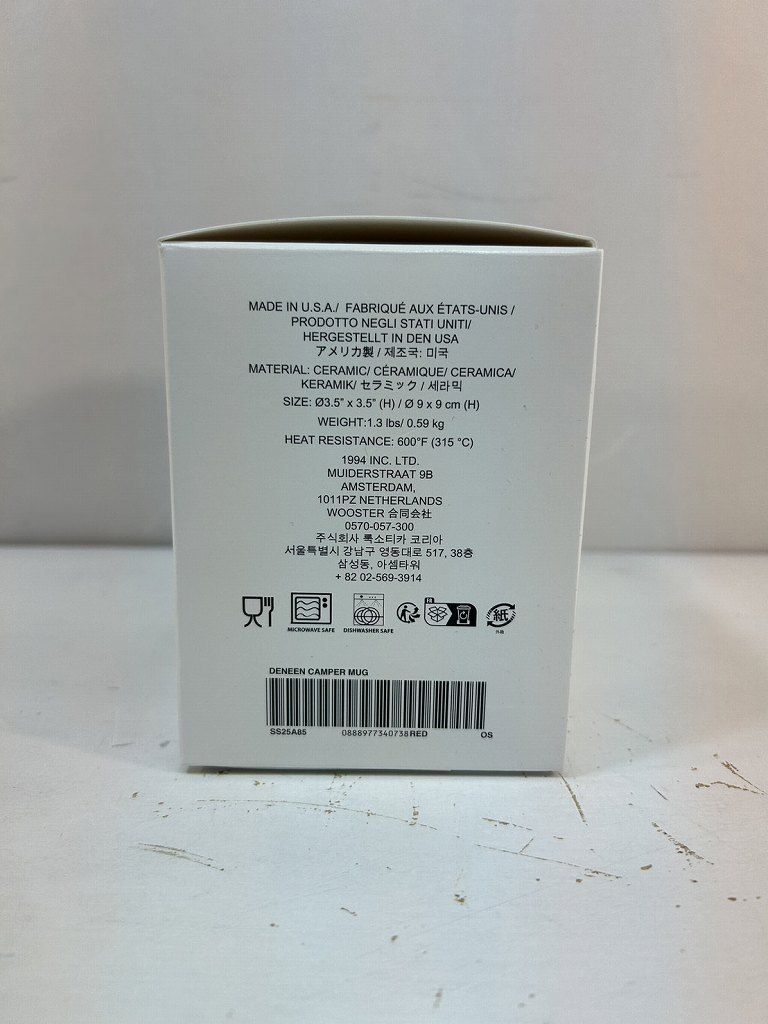 MADE IN U.S.A./ FABRIQUÉ AUX ÉTATS-UNIS /
PRODOTTO NEGLI STATI UNITI/
HERGESTELLT IN DEN USA
アメリカ製 / 제조국: 미국
MATERIAL: CERAMIC/ CÉRAMIQUE/ CERAMICA/
KERAMIK/ セラミック / 세라믹
SIZE: Ø3.5" x 3.5" (H) / Ø 9 x 9 cm (H)
WEIGHT:1.3 lbs/ 0.59 kg
HEAT RESISTANCE: 600°F (315 °C)
1994 INC. LTD.
MUIDERSTRAAT 9B
AMSTERDAM,
1011PZ NETHERLANDS
WOOSTER 合同会社
0570-057-300
주식회사 룩소티카 코리아
서울특별시 강남구 영동대로 517, 38층
삼성동, 아셈타워
+ 82 02-569-3914
MICROWAVE SAFE DISHWASHER SAFE FR 紙
外箱
DENEEN CAMPER MUG
SS25A85 0888977340738 RED OS